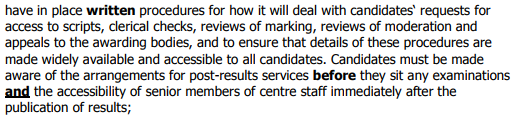 have in place written procedures for how it will deal with candidates‘ requests for
access to scripts, clerical checks, reviews of marking, reviews of moderation and
appeals to the awarding bodies, and to ensure that details of these procedures are
made widely available and accessible to all candidates. Candidates must be made
aware of the arrangements for post-results services before they sit any examinations
and the accessibility of senior members of centre staff immediately after the
publication of results;